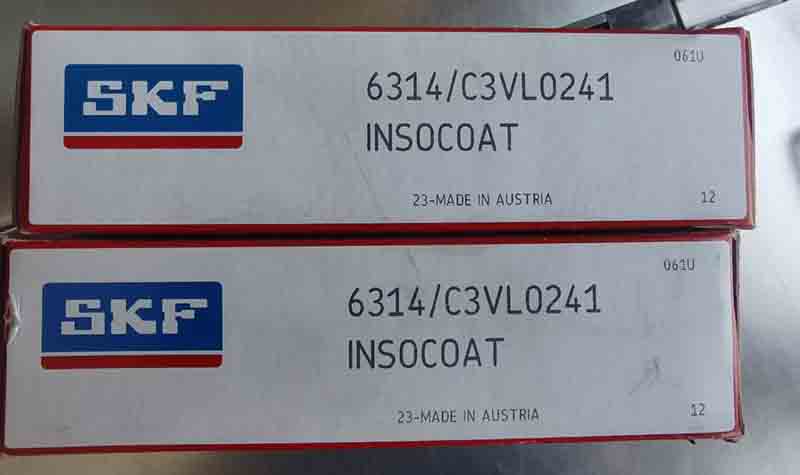 061U
SKF
6314/C3VL0241
INSOCOAT
23-MADE IN AUSTRIA
12
061U
SKF
6314/C3VL0241
INSOCOAT
23-MADE IN AUSTRIA
12